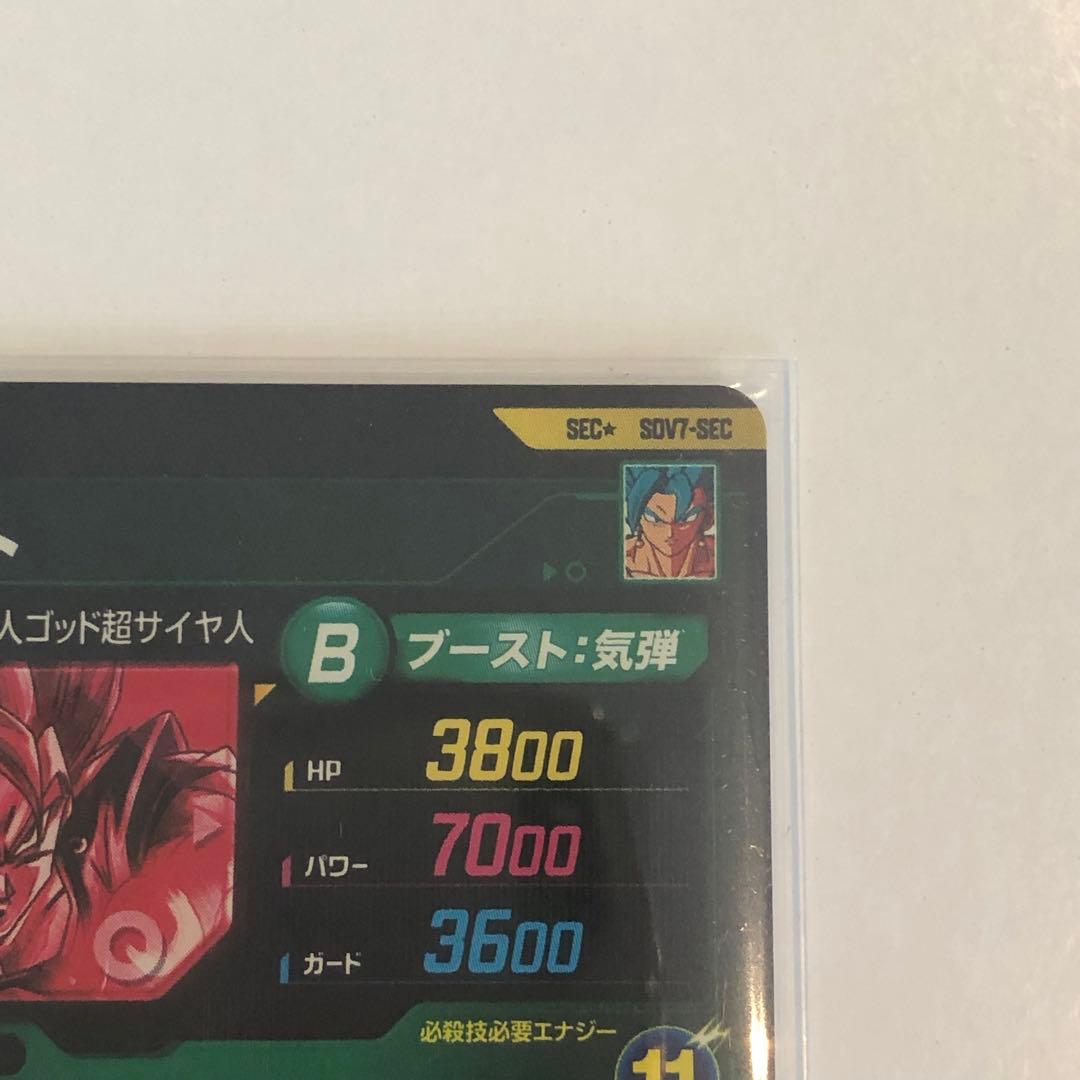 SEC★ SDV7-SEC
ト
人ゴッド超サイヤ人
B ブースト:気弾
HP 3800
パワー 7000
ガード 3600
必殺技必要エナジー
11